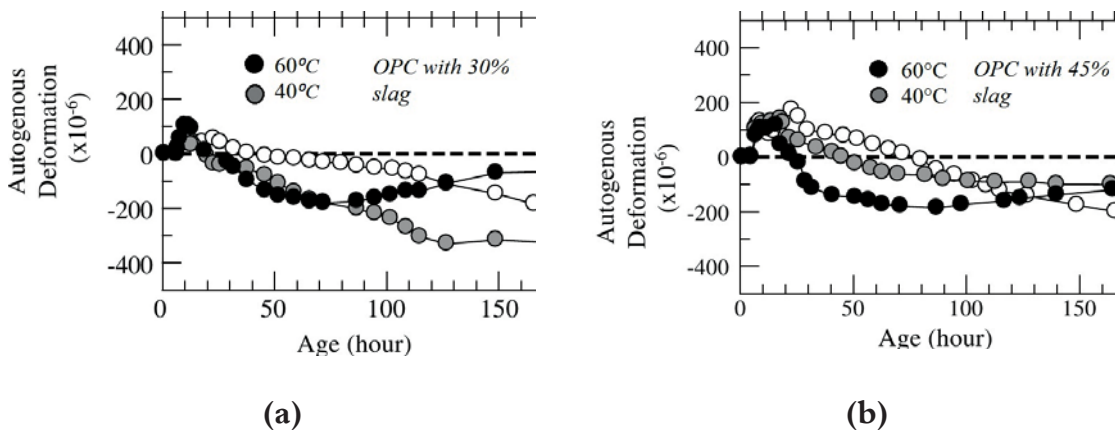 400
200
0
-200
-400
Autogenous
Deformation
(x10-6)
60ºC
40ºC
OPC with 30%
slag
0
50
100
150
Age (hour)
(a)
400
200
0
-200
-400
Autogenous
Deformation
(x10-6)
60°C
40°C
OPC with 45%
slag
0
50
100
150
Age (hour)
(b)